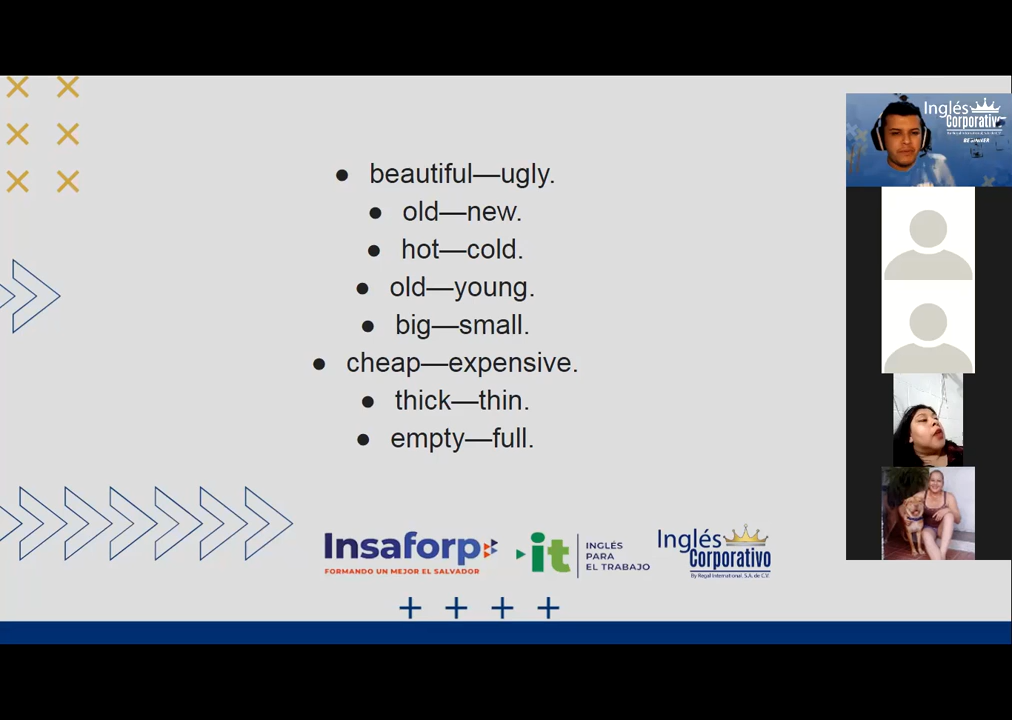 ● beautiful—ugly.
● old—new.
● hot—cold.
● old—young.
● big—small.
● cheap—expensive.
● thick—thin.
● empty—full.
Insaforp
FORMANDO UN MEJOR EL SALVADOR
it
INGLÉS
PARA
EL TRABAJO
Inglés
Corporativo
By Regal International, S.A. de C.V.
Inglés
Corporativ